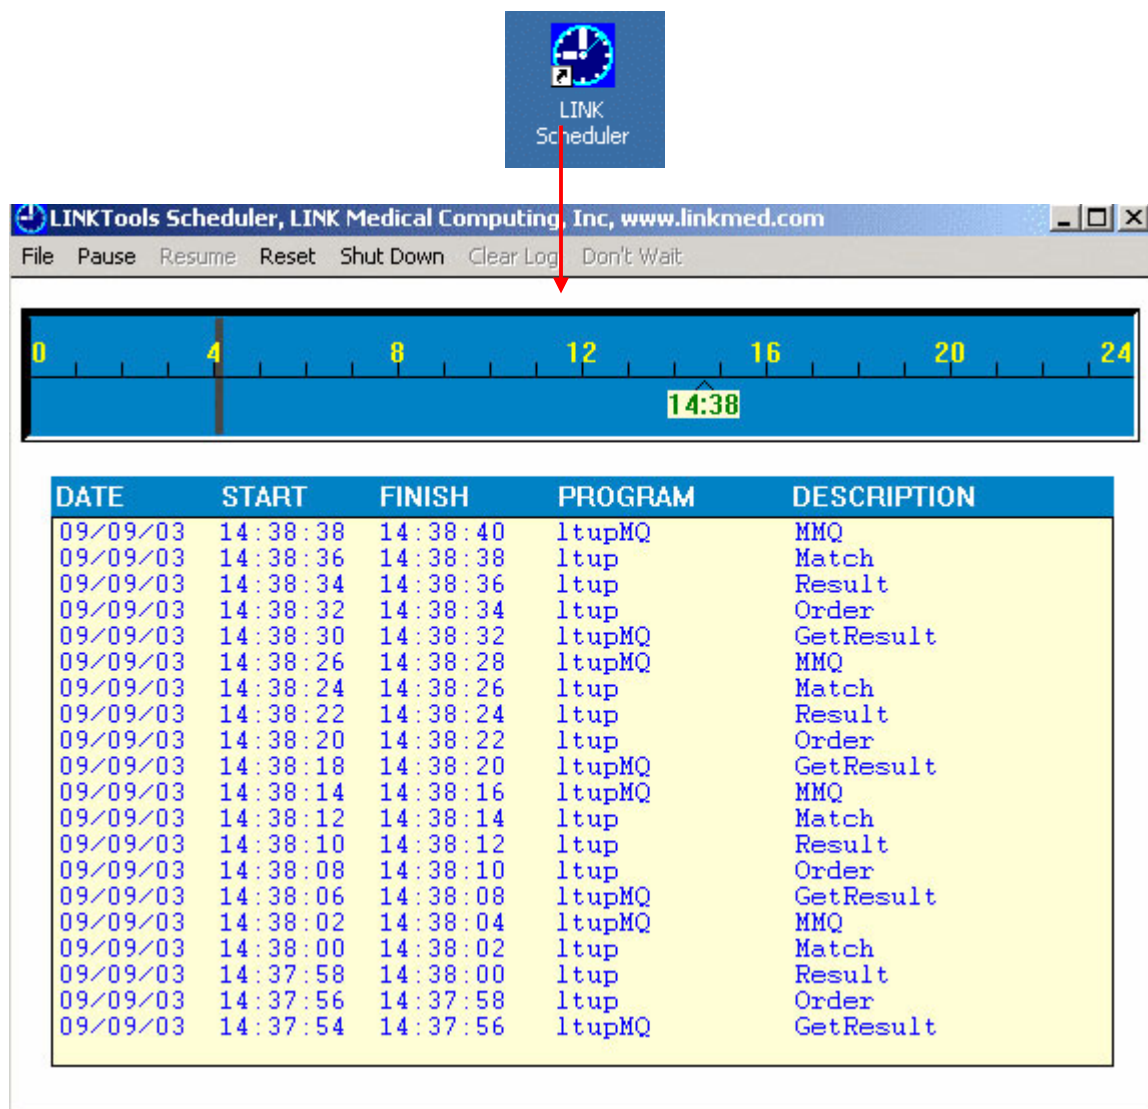 LINK
Scheduler
LINKTools Scheduler, LINK Medical Computing, Inc, www.linkmed.com
File Pause Resume Reset Shut Down Clear Log Don't Wait
0 4 8 12 16 20 24
14:38
DATE START FINISH PROGRAM DESCRIPTION
09/09/03 14:38:38 14:38:40 ltupMQ MMQ
09/09/03 14:38:36 14:38:38 ltup Match
09/09/03 14:38:34 14:38:36 ltup Result
09/09/03 14:38:32 14:38:34 ltup Order
09/09/03 14:38:30 14:38:32 ltupMQ GetResult
09/09/03 14:38:26 14:38:28 ltupMQ MMQ
09/09/03 14:38:24 14:38:26 ltup Match
09/09/03 14:38:22 14:38:24 ltup Result
09/09/03 14:38:20 14:38:22 ltup Order
09/09/03 14:38:18 14:38:20 ltupMQ GetResult
09/09/03 14:38:14 14:38:16 ltupMQ MMQ
09/09/03 14:38:12 14:38:14 ltup Match
09/09/03 14:38:10 14:38:12 ltup Result
09/09/03 14:38:08 14:38:10 ltup Order
09/09/03 14:38:06 14:38:08 ltupMQ GetResult
09/09/03 14:38:02 14:38:04 ltupMQ MMQ
09/09/03 14:38:00 14:38:02 ltup Match
09/09/03 14:37:58 14:38:00 ltup Result
09/09/03 14:37:56 14:37:58 ltup Order
09/09/03 14:37:54 14:37:56 ltupMQ GetResult